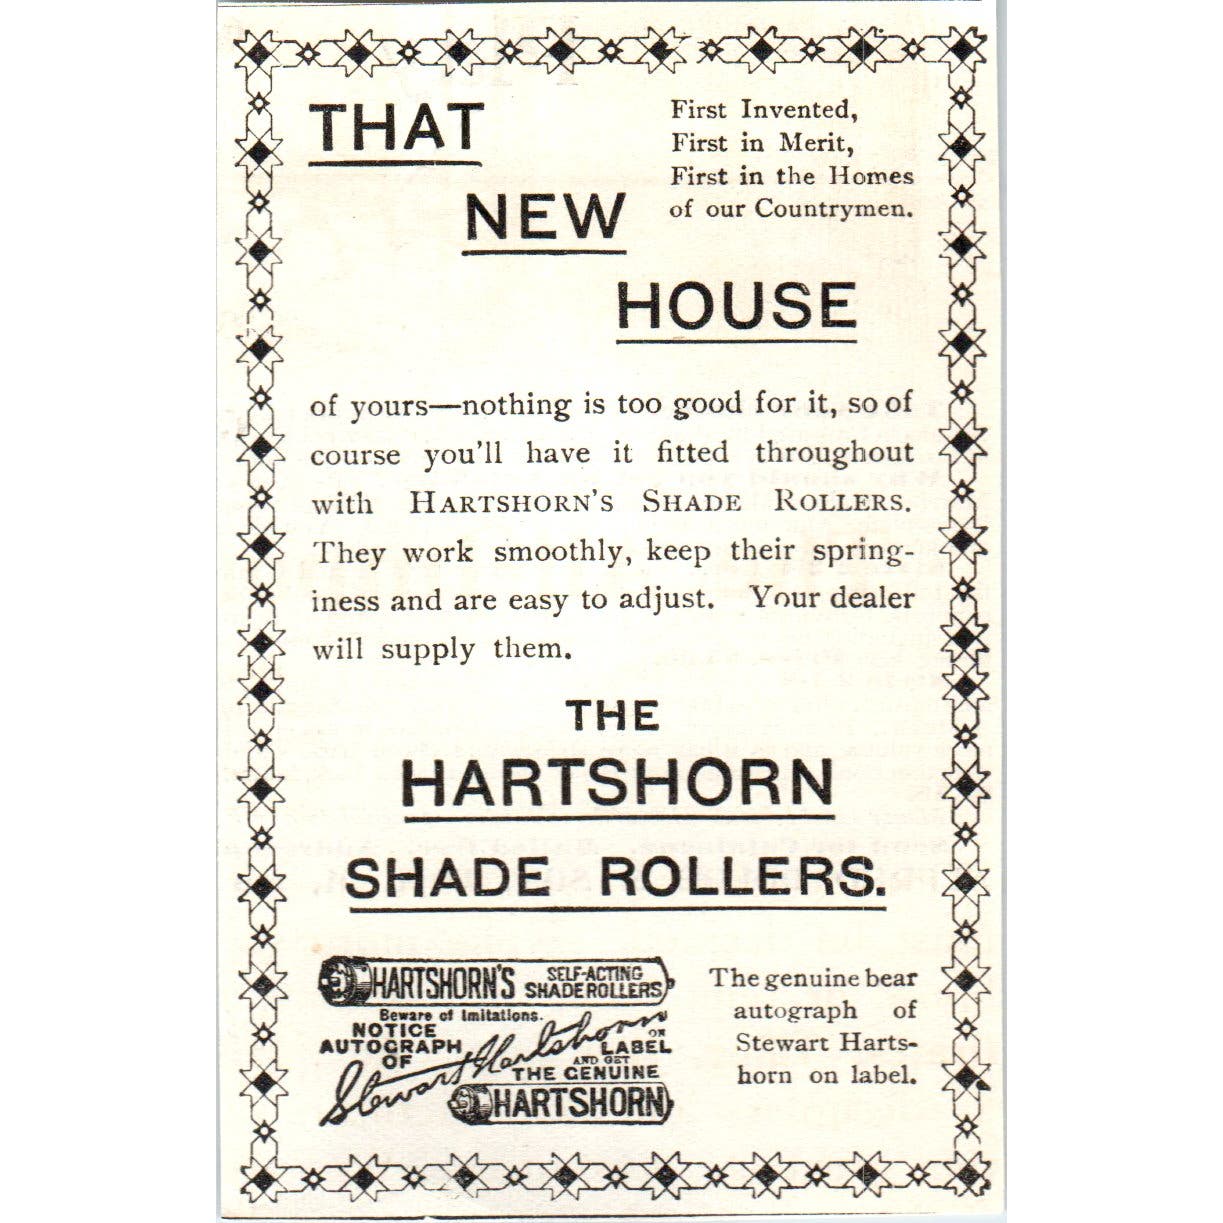 THAT
NEW
HOUSE
First Invented,
First in Merit,
First in the Homes
of our Countrymen.
of yours—nothing is too good for it, so of
course you'll have it fitted throughout
with HARTSHORN'S SHADE ROLLERS.
They work smoothly, keep their spring-
iness and are easy to adjust. Your dealer
will supply them.
THE
HARTSHORN
SHADE ROLLERS.
HARTSHORN'S SELF-ACTING
SHADE ROLLERS
Beware of Imitations.
NOTICE
AUTOGRAPH
OF
Stewart Hartshorn
ON
LABEL
AND GET
THE GENUINE
HARTSHORN
The genuine bear
autograph of
Stewart Harts-
horn on label.